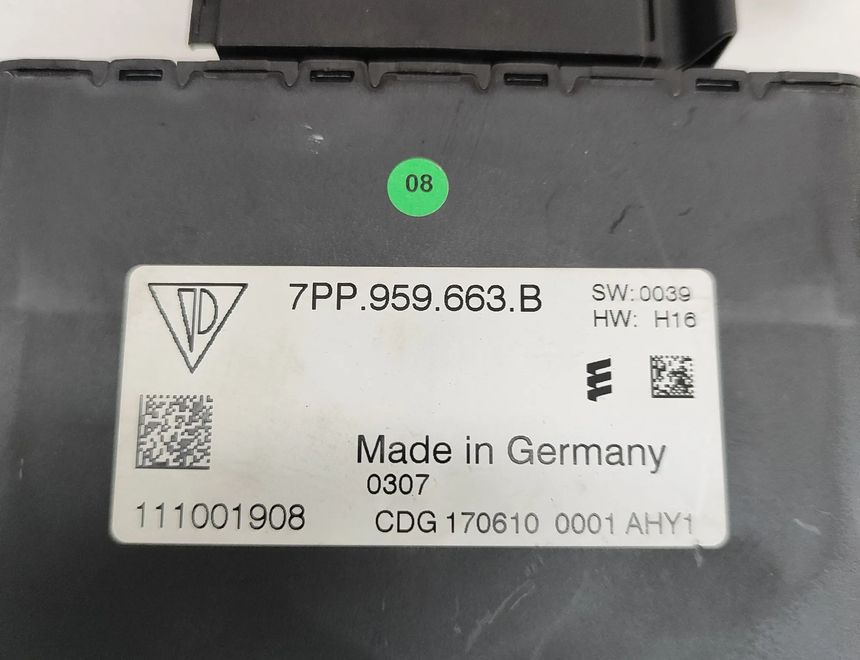 08
7PP.959.663.B
SW:0039
HW: H16
Made in Germany
0307
111001908
CDG 170610 0001 AHY1